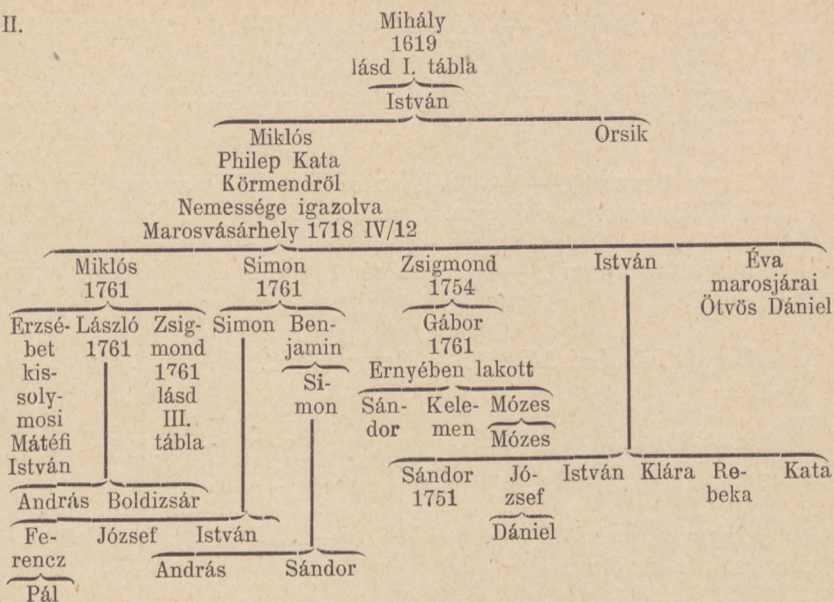 II.
Mihály
1619
lásd I. tábla
István
Miklós
Orsik
Philep Kata
Körmendről
Nemessége igazolva
Marosvásárhely 1718 IV/12
Miklós
1761
Simon
1761
Zsigmond
1754
István
Éva
marosjárai
Ötvös Dániel
Erzsé-
bet
kis-
soly-
mosi
Mátéfi
István
László
1761
Zsig-
mond
1761
lásd
III.
tábla
Simon
Ben-
jamin
Si-
mon
Gábor
1761
Ernyében lakott
Sán-
dor
Kele-
men
Mózes
Mózes
Sándor
1751
Jó-
zsef
Dániel
István
Klára
Re-
beka
Kata
András
Boldizsár
Fe-
rencz
Pál
József
István
András
Sándor